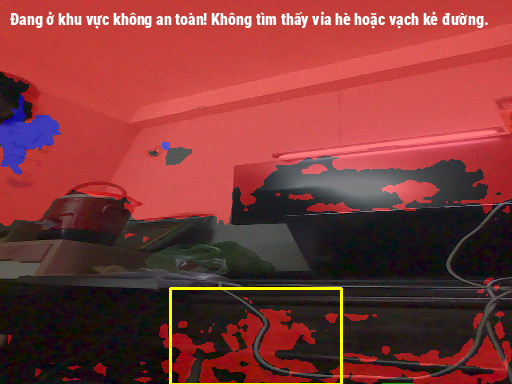 Đang ở khu vực không an toàn! Không tìm thấy vỉa hè hoặc vạch kẻ đường.